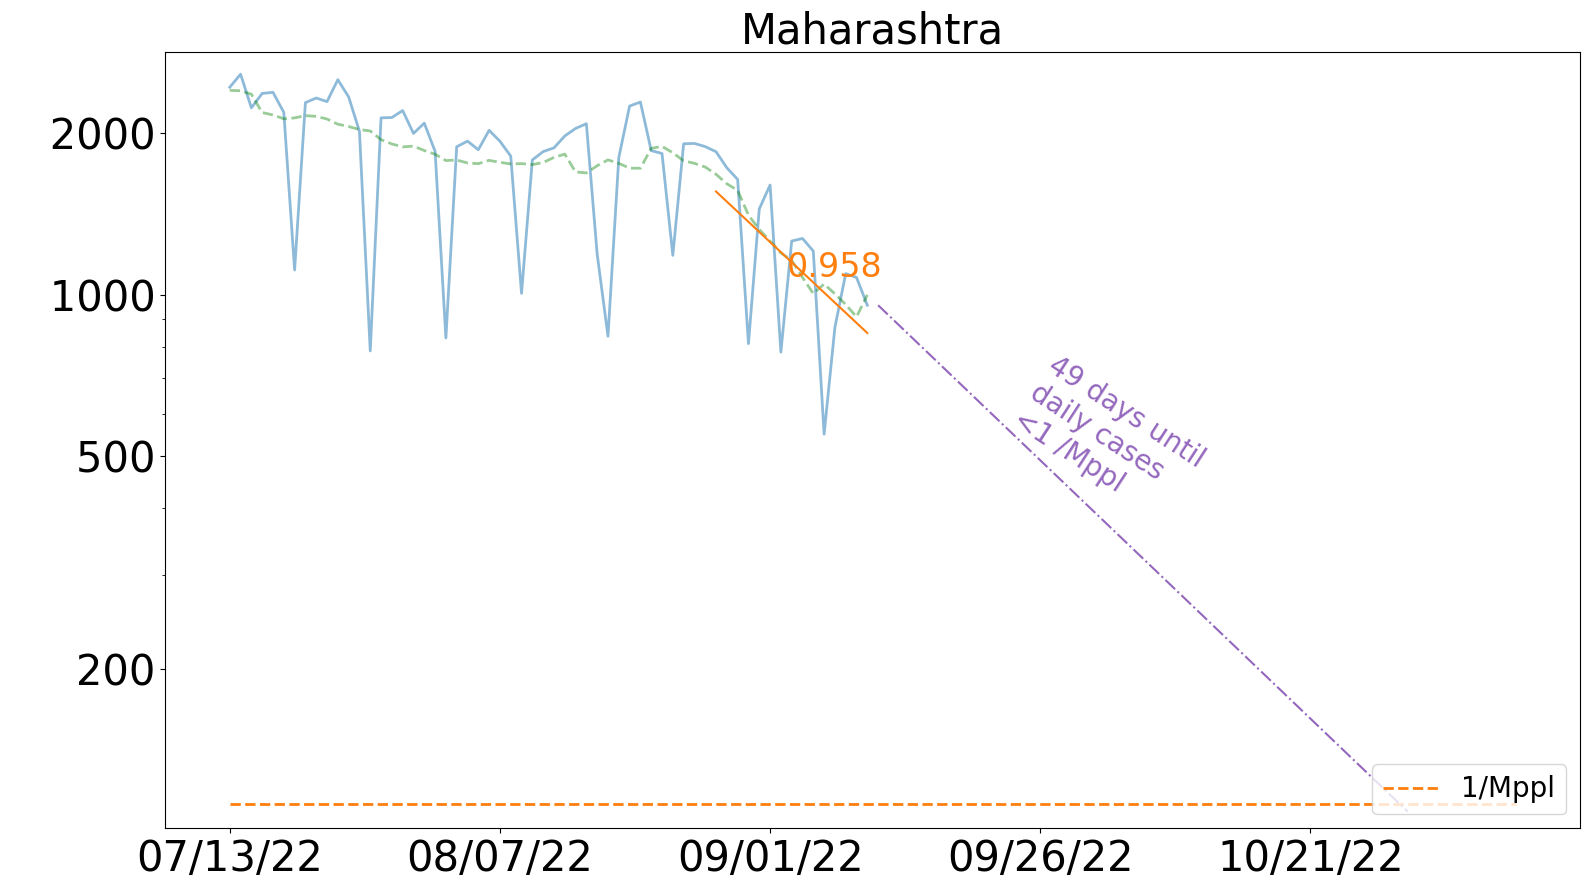 Maharashtra
2000
1000
500
200
0.958
49 days until
daily cases
<1 /Mppl
1/Mppl
07/13/22
08/07/22
09/01/22
09/26/22
10/21/22